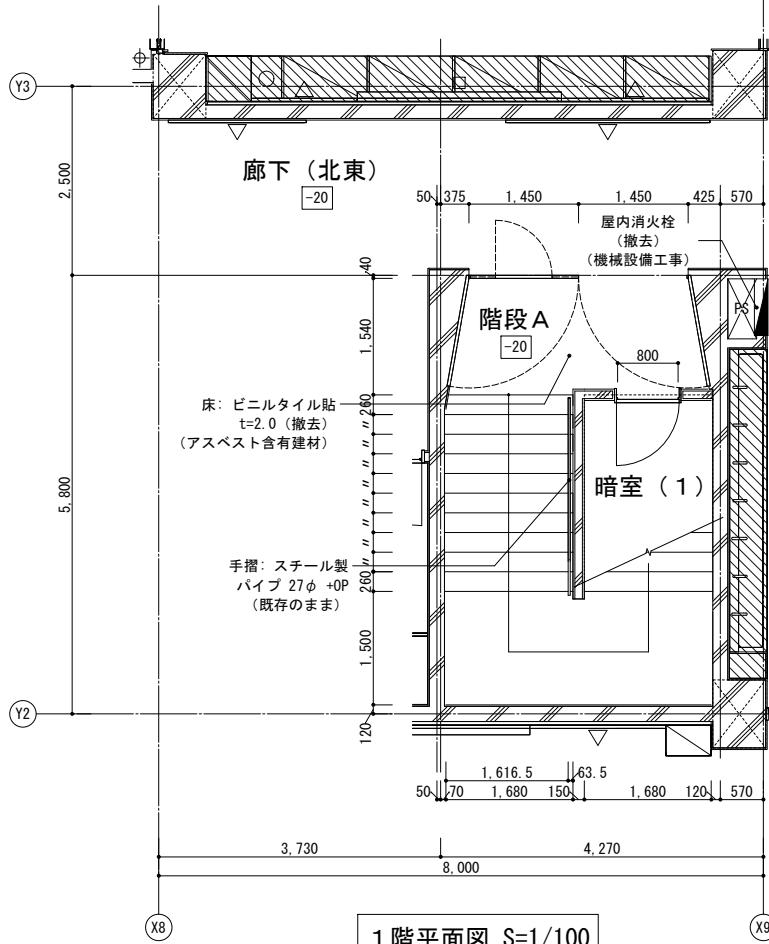 Y3
廊下（北東）
-20
2,500
50 375 1,450 1,450 425 570
屋内消火栓
（撤去）
（機械設備工事）
PS
40
階段A
-20
1,540
800
床: ビニルタイル貼
t=2.0（撤去）
（アスベスト含有建材）
260
〃
〃
〃
〃
〃
〃
〃
〃
260
暗室（1）
5,800
手摺: スチール製
パイプ 27φ +OP
（既存のまま）
1,500
Y2
120
1,616.5 63.5
50 70 1,680 150 1,680 120 570
3,730 4,270
8,000
X8 X9
1階平面図 S=1/100